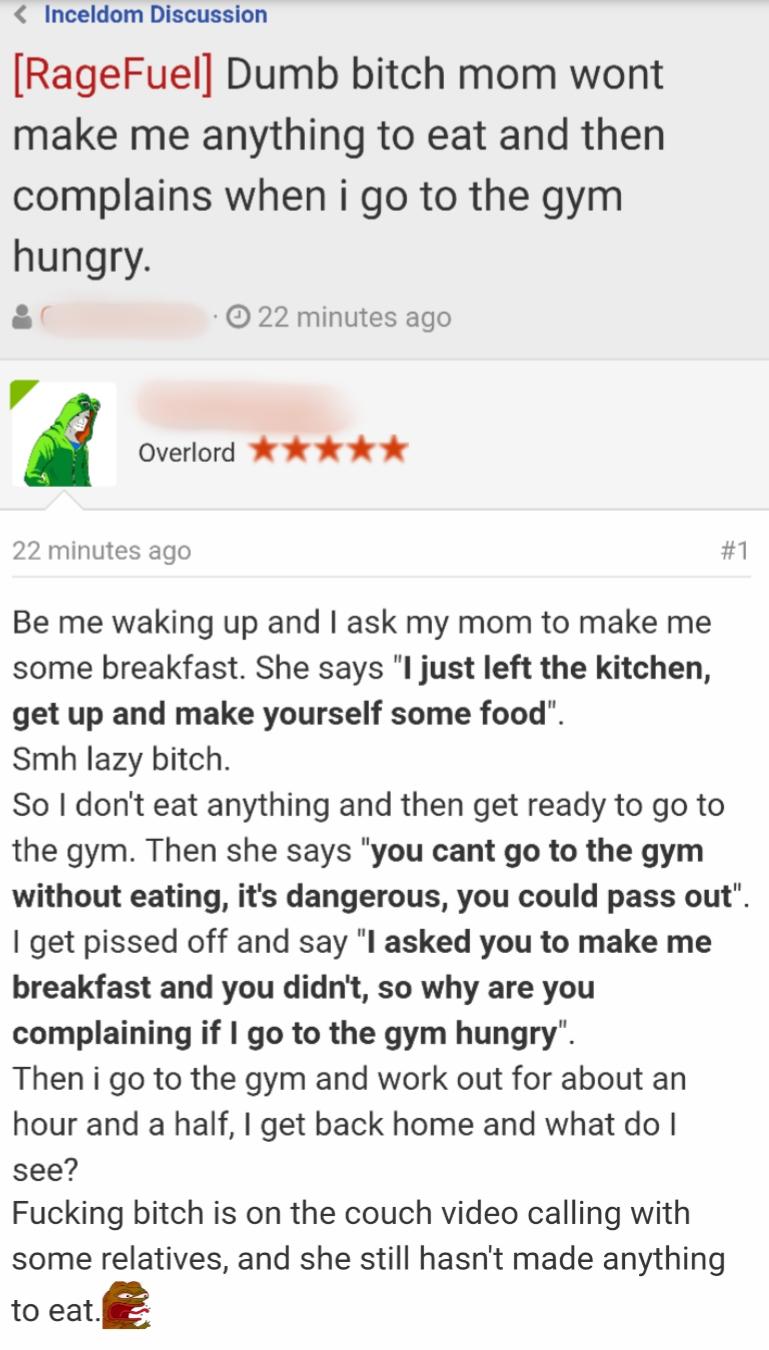 Inceldom Discussion
[RageFuel] Dumb bitch mom wont
make me anything to eat and then
complains when i go to the gym
hungry.
· 22 minutes ago
Overlord ★★★★★
22 minutes ago #1
Be me waking up and I ask my mom to make me
some breakfast. She says "I just left the kitchen,
get up and make yourself some food".
Smh lazy bitch.
So I don't eat anything and then get ready to go to
the gym. Then she says "you cant go to the gym
without eating, it's dangerous, you could pass out".
I get pissed off and say "I asked you to make me
breakfast and you didn't, so why are you
complaining if I go to the gym hungry".
Then i go to the gym and work out for about an
hour and a half, I get back home and what do I
see?
Fucking bitch is on the couch video calling with
some relatives, and she still hasn't made anything
to eat.